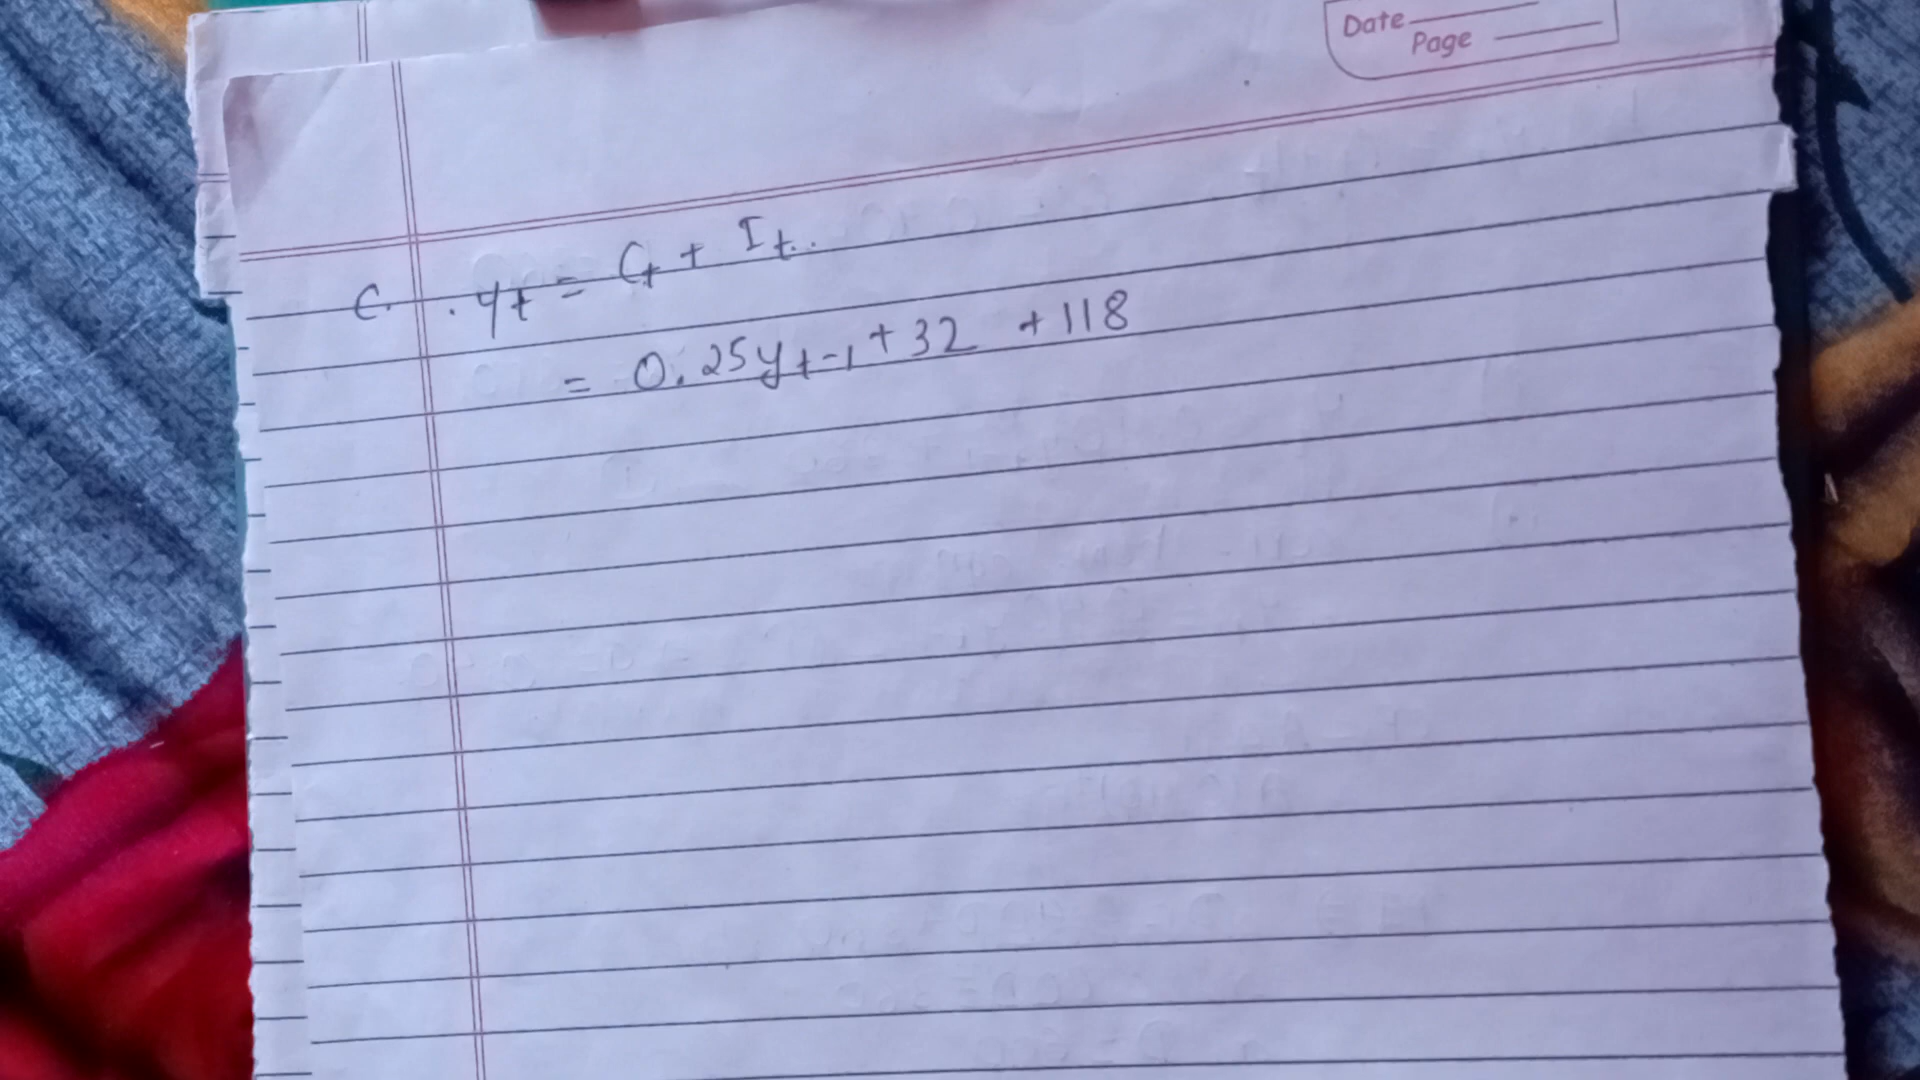 Date
Page
C. . yt = Ct + It..
= 0.25yt-1 + 32 + 118